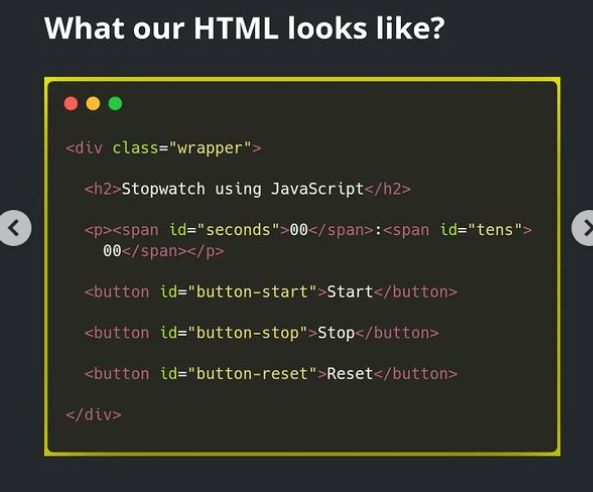 What our HTML looks like?
<div class="wrapper">
<h2>Stopwatch using JavaScript</h2>
<p><span id="seconds">00</span>:<span id="tens">
00</span></p>
<button id="button-start">Start</button>
<button id="button-stop">Stop</button>
<button id="button-reset">Reset</button>
</div>